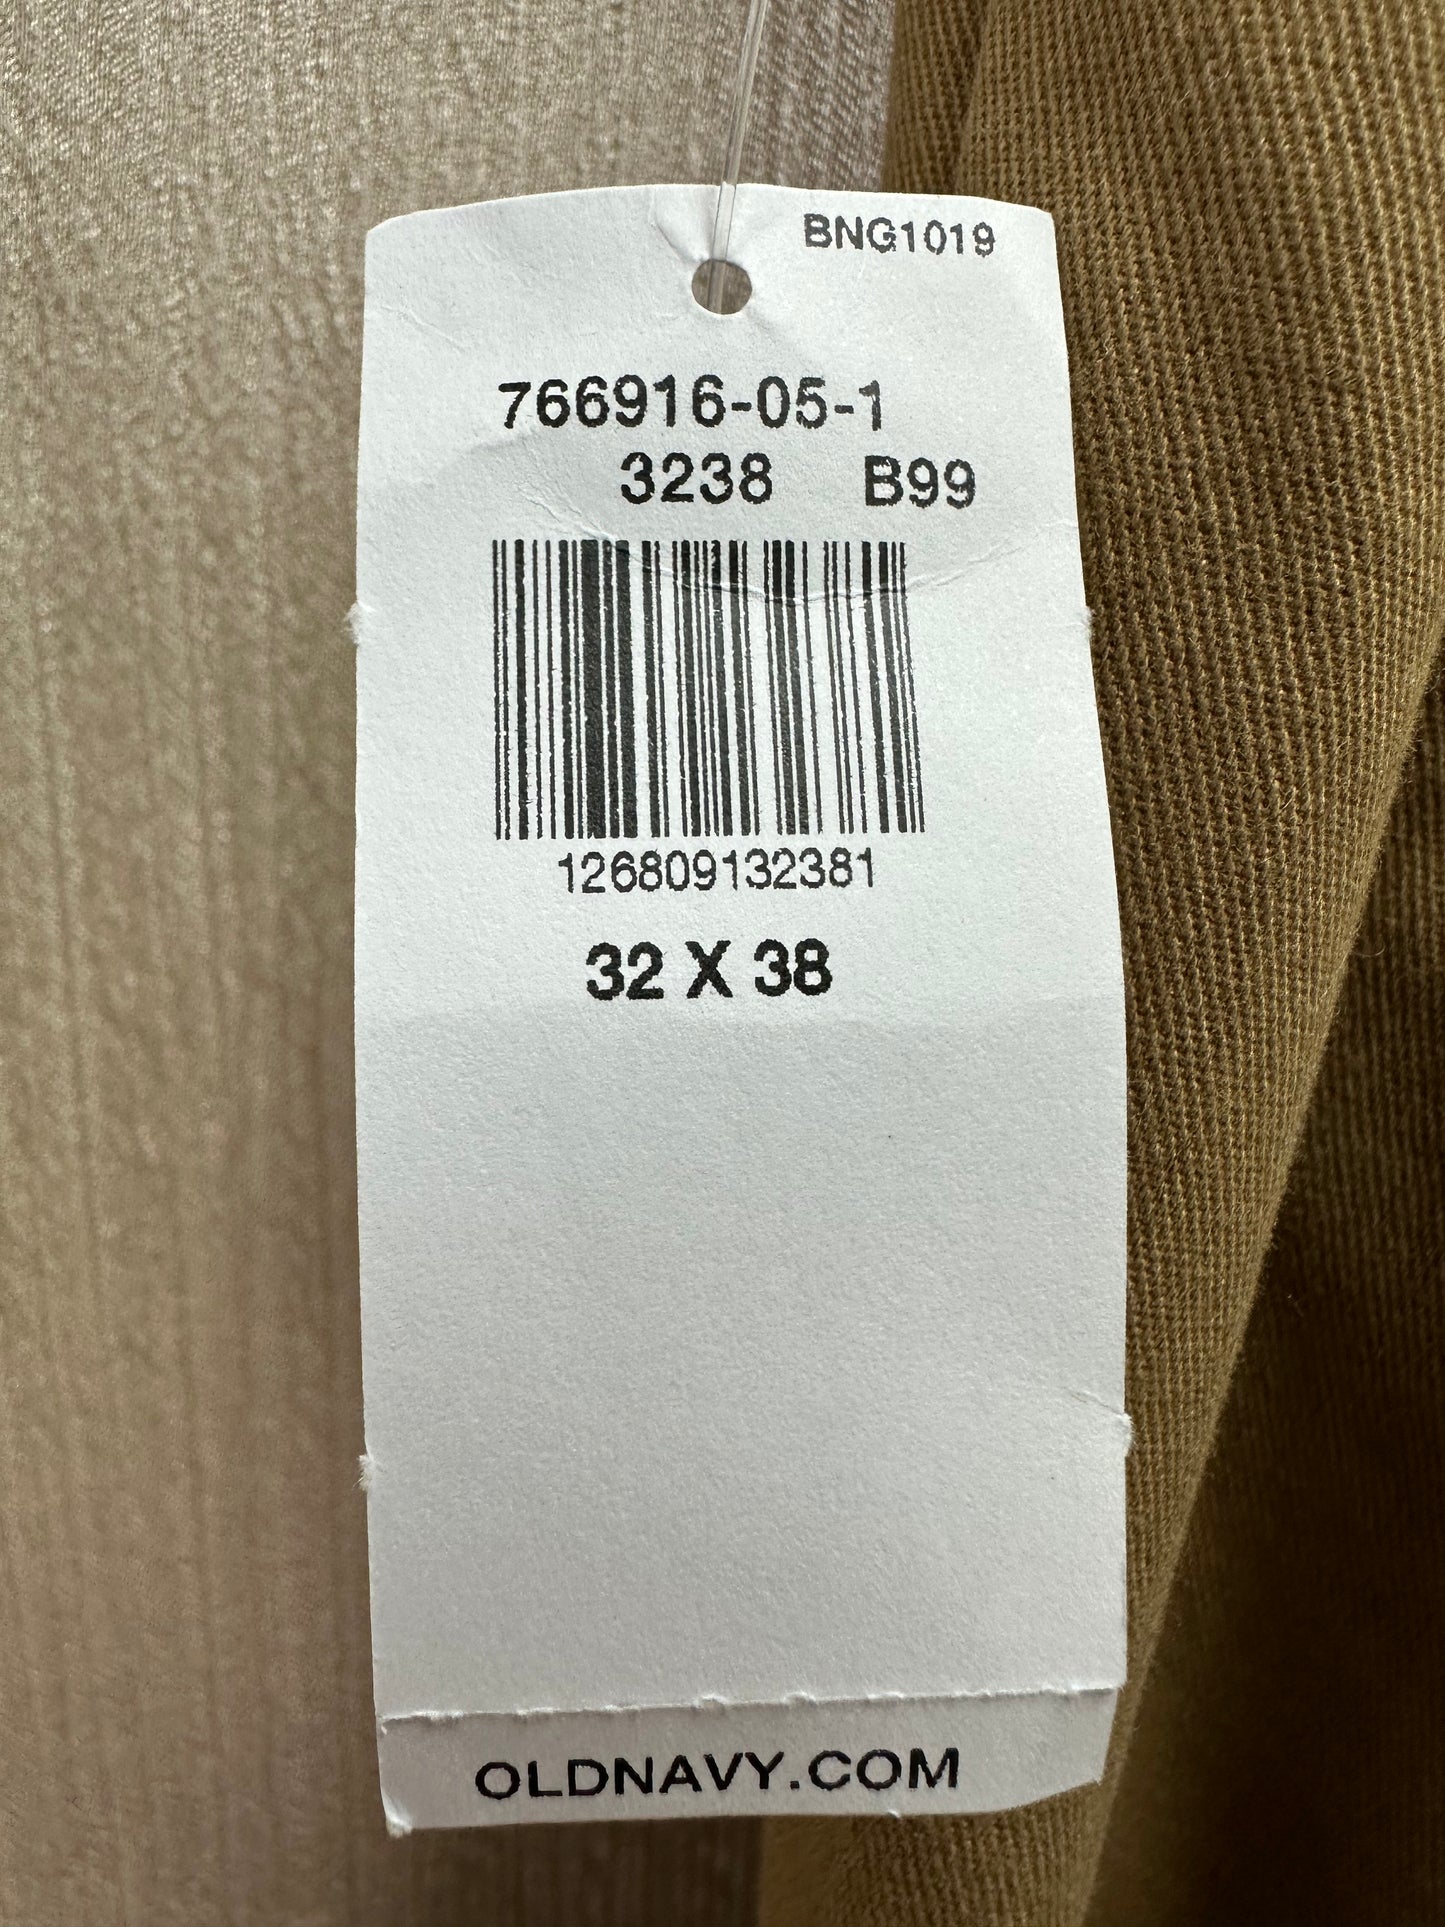 BNG1019
766916-05-1
3238 B99
126809132381
32 X 38
OLDNAVY.COM